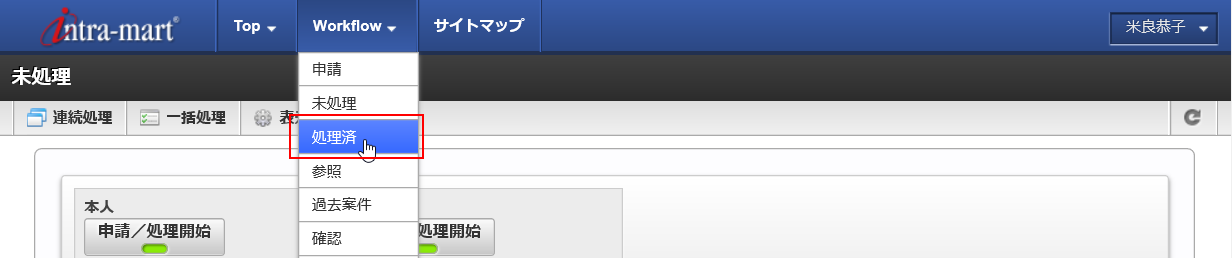 intra-mart
Top
Workflow
サイトマップ
米良恭子
未処理
申請
未処理
処理済
参照
過去案件
確認
連続処理
一括処理
本人
申請／処理開始
処理開始